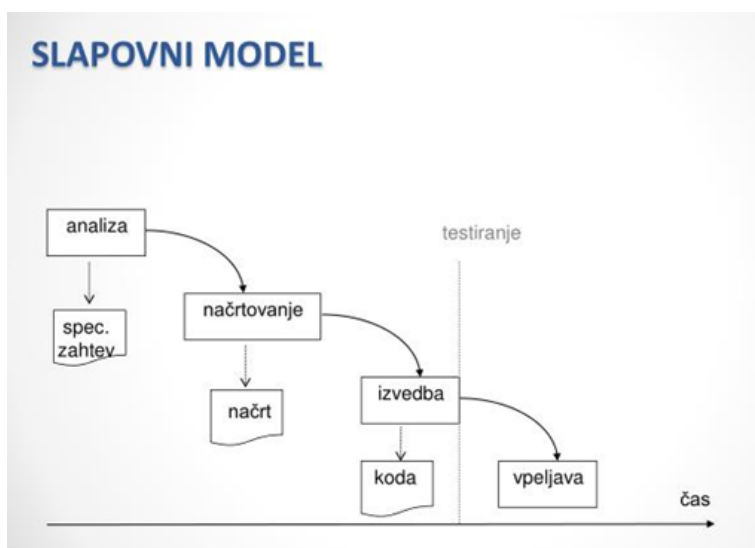 SLAPOVNI MODEL
analiza
testiranje
spec.
zahtev
načrtovanje
načrt
izvedba
koda
vpeljava
čas